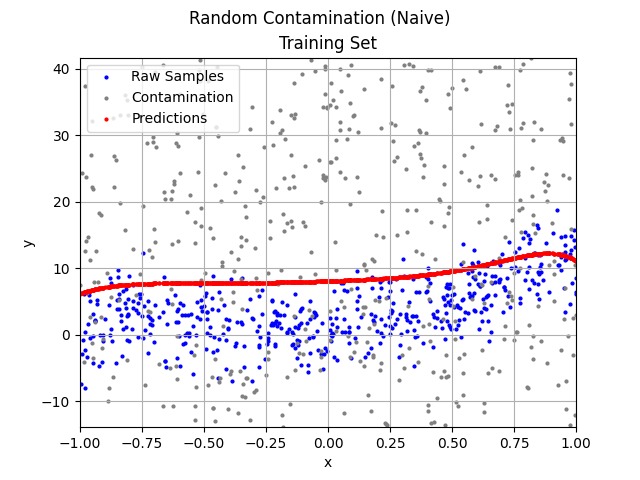 Random Contamination (Naive)
Training Set
Raw Samples
Contamination
Predictions
y
40
30
20
10
0
−10
−1.00 −0.75 −0.50 −0.25 0.00 0.25 0.50 0.75 1.00
x